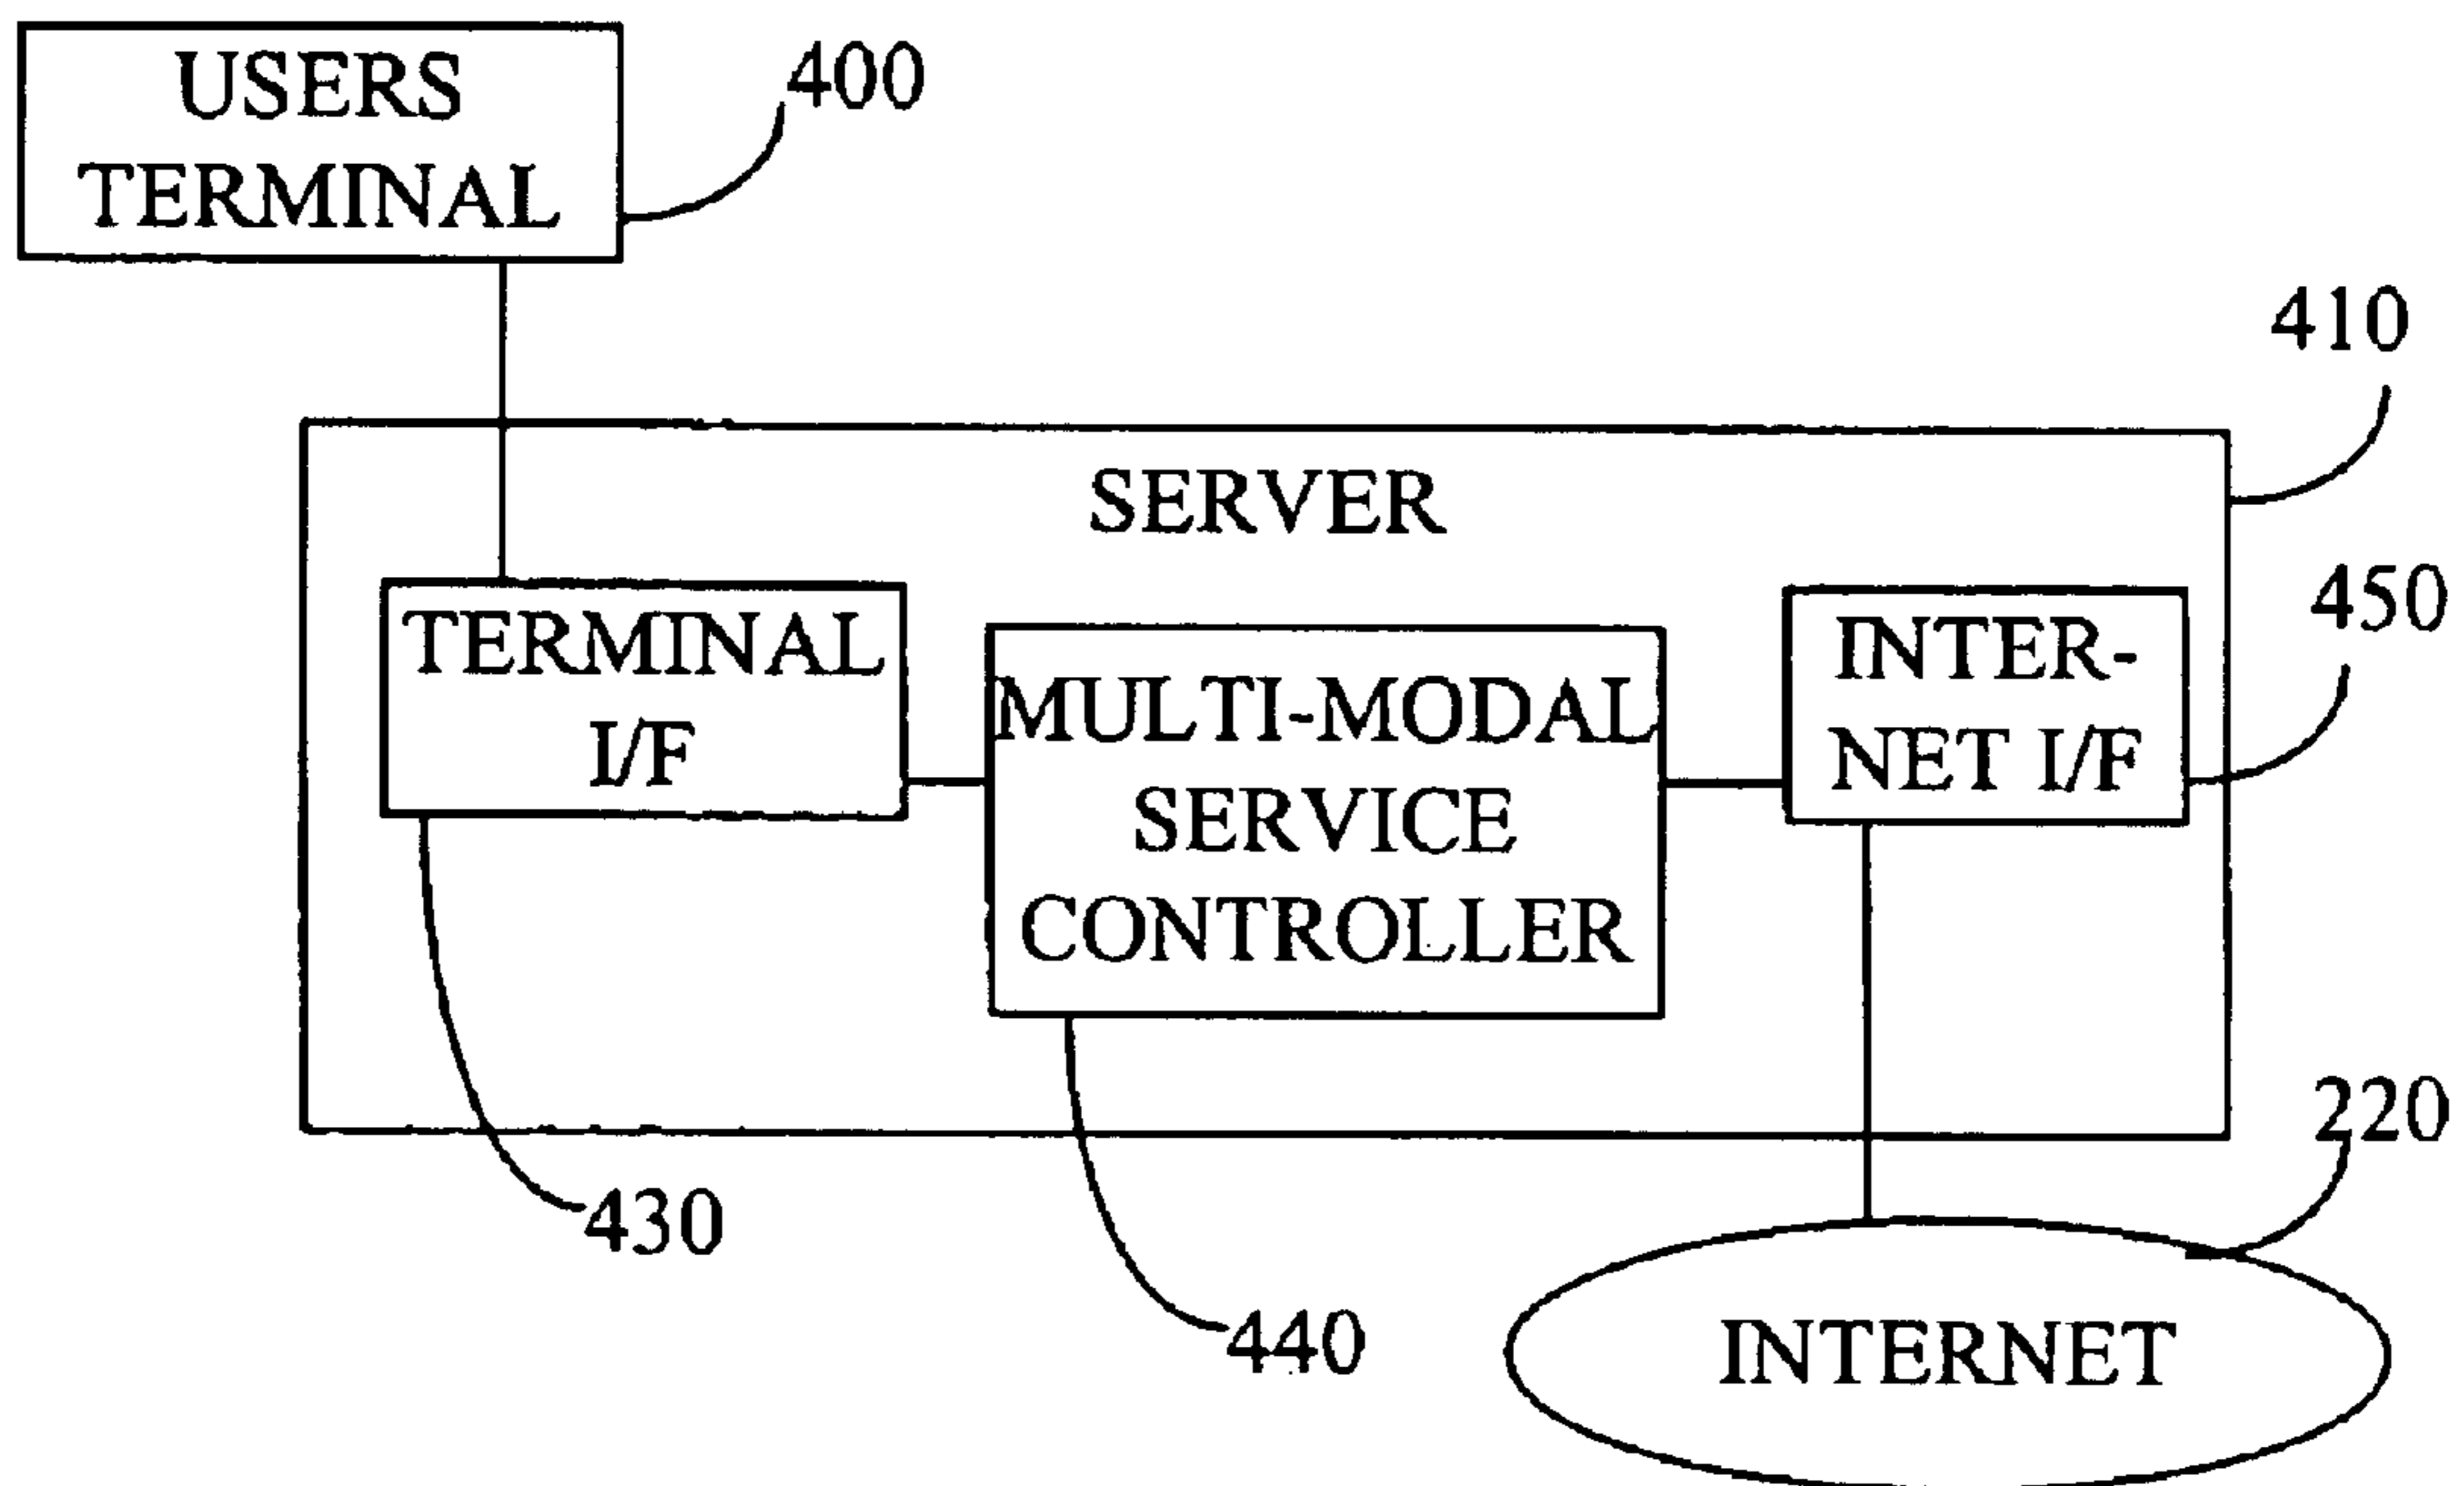 USERS
TERMINAL
400
410
SERVER
450
TERMINAL
I/F
MULTI-MODAL
SERVICE
CONTROLLER
INTER-
NET I/F
220
430
440
INTERNET